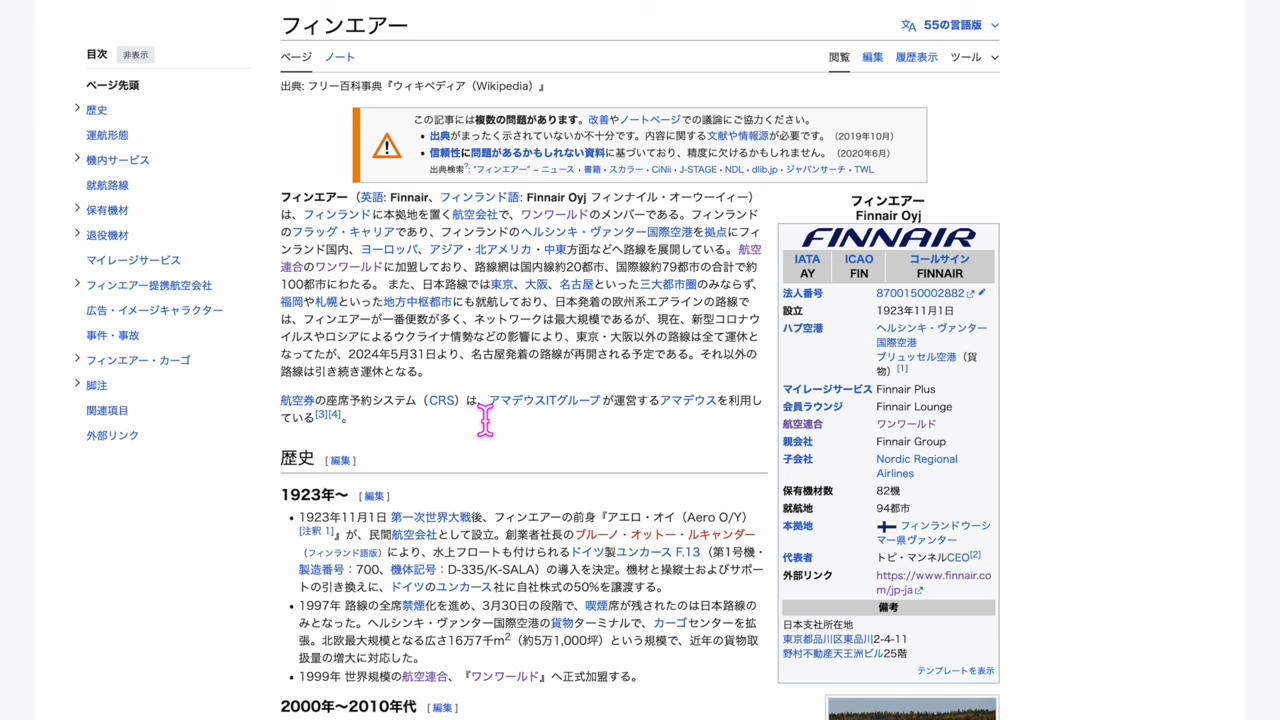 フィンエアー
55の言語版
目次
非表示
ページ先頭
歴史
運航形態
機内サービス
就航路線
保有機材
退役機材
マイレージサービス
フィンエアー提携航空会社
広告・イメージキャラクター
事件・事故
フィンエアー・カーゴ
脚注
関連項目
外部リンク
ページ ノート
閲覧 編集 履歴表示 ツール
出典: フリー百科事典『ウィキペディア（Wikipedia）』
この記事には複数の問題があります。改善やノートページでの議論にご協力ください。
• 出典がまったく示されていないか不十分です。内容に関する文献や情報源が必要です。（2019年10月）
• 信頼性に問題があるかもしれない資料に基づいており、精度に欠けるかもしれません。（2020年6月）
出典検索?: "フィンエアー" – ニュース · 書籍 · スカラー · CiNii · J-STAGE · NDL · dlib.jp · ジャパンサーチ · TWL
フィンエアー（英語: Finnair、フィンランド語: Finnair Oyj フィンナイル・オーウーイィー）
は、フィンランドに本拠地を置く航空会社で、ワンワールドのメンバーである。フィンランド
のフラッグ・キャリアであり、フィンランドのヘルシンキ・ヴァンター国際空港を拠点にフィ
ンランド国内、ヨーロッパ、アジア・北アメリカ・中東方面などへ路線を展開している。航空
連合のワンワールドに加盟しており、路線網は国内線約20都市、国際線約79都市の合計で約
100都市にわたる。 また、日本路線では東京、大阪、名古屋といった三大都市圏のみならず、
福岡や札幌といった地方中枢都市にも就航しており、日本発着の欧州系エアラインの路線で
は、フィンエアーが一番便数が多く、ネットワークは最大規模であるが、現在、新型コロナウ
イルスやロシアによるウクライナ情勢などの影響により、東京・大阪以外の路線は全て運休と
なってたが、2024年5月31日より、名古屋発着の路線が再開される予定である。それ以外の
路線は引き続き運休となる。
航空券の座席予約システム（CRS）は、アマデウスITグループ が運営するアマデウスを利用し
ている[3][4]。
歴史 [編集]
1923年〜 [編集]
• 1923年11月1日 第一次世界大戦後、フィンエアーの前身『アエロ・オイ（Aero O/Y）
[注釈 1]』が、民間航空会社として設立。創業者社長のブルーノ・オットー・ルキャンダー
（フィンランド語版）により、水上フロートも付けられるドイツ製ユンカース F.13（第1号機・
製造番号：700、機体記号：D-335/K-SALA）の導入を決定。機材と操縦士およびサポー
トの引き換えに、ドイツのユンカース社に自社株式の50%を譲渡する。
• 1997年 路線の全席禁煙化を進め、3月30日の段階で、喫煙席が残されたのは日本路線の
みとなった。ヘルシンキ・ヴァンター国際空港の貨物ターミナルで、カーゴセンターを拡
張。北欧最大規模となる広さ16万7千m2（約5万1,000坪）という規模で、近年の貨物取
扱量の増大に対応した。
• 1999年 世界規模の航空連合、『ワンワールド』へ正式加盟する。
2000年〜2010年代 [編集]
フィンエアー
Finnair Oyj
FINNAIR
IATA ICAO コールサイン
AY FIN FINNAIR
法人番号 8700150002882
設立 1923年11月1日
ハブ空港 ヘルシンキ・ヴァンター
国際空港
ブリュッセル空港（貨
物）[1]
マイレージサービス Finnair Plus
会員ラウンジ Finnair Lounge
航空連合 ワンワールド
親会社 Finnair Group
子会社 Nordic Regional
Airlines
保有機材数 82機
就航地 94都市
本拠地 フィンランド ウーシ
マー県ヴァンター
代表者 トピ・マンネルCEO[2]
外部リンク https://www.finnair.co
m/jp-ja
備考
日本支社所在地
東京都品川区東品川2-4-11
野村不動産天王洲ビル25階
テンプレートを表示